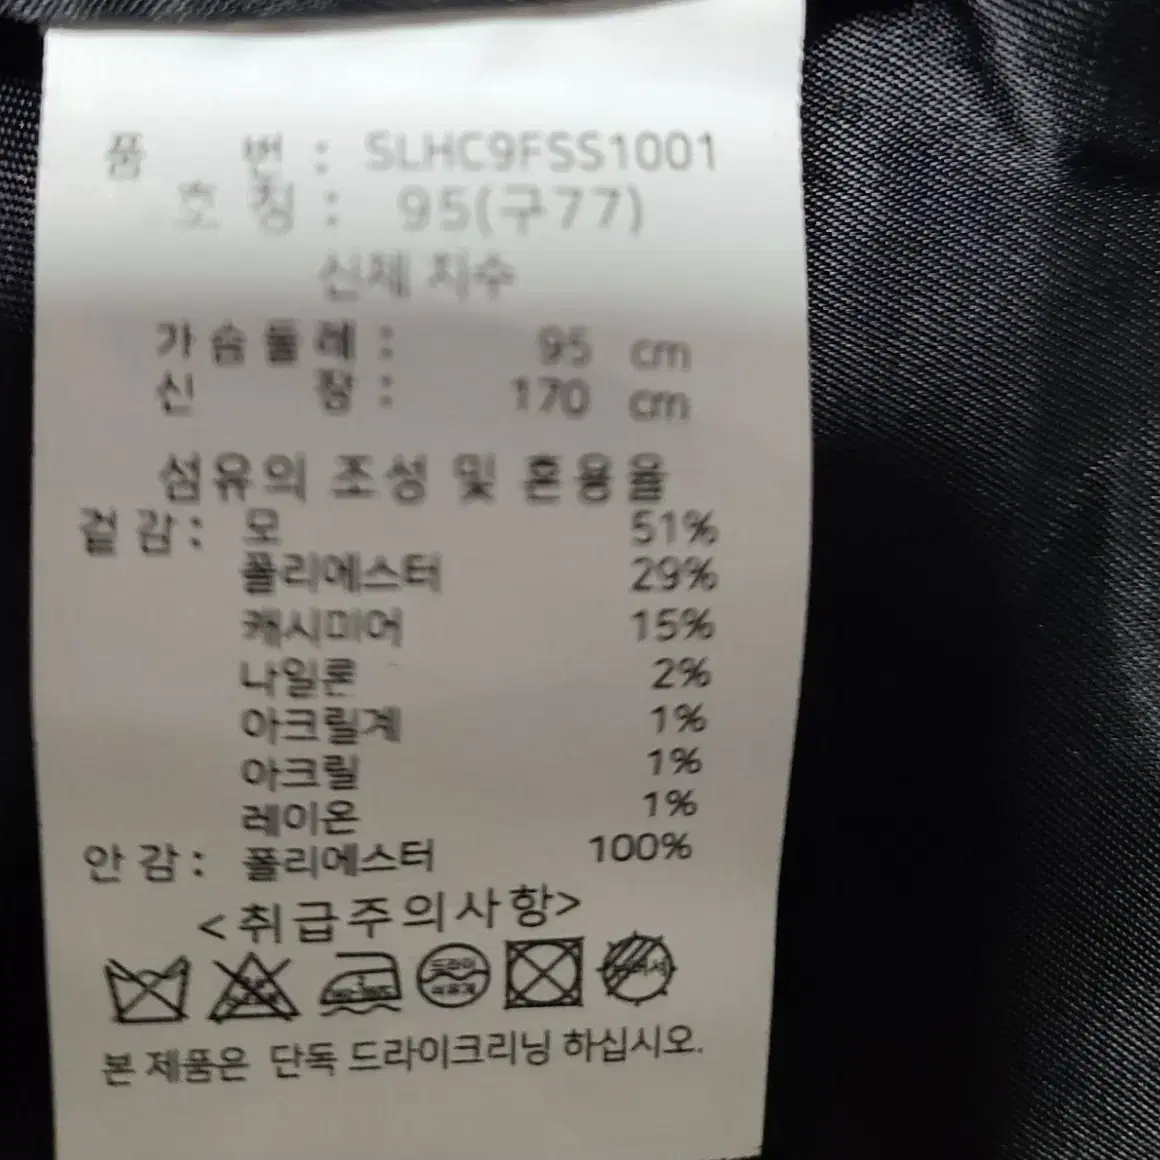 품 번 : SLHC9FSS1001
호 칭 : 95(구77)
신체 치수
가슴둘레 : 95 cm
신 장 : 170 cm
섬유의 조성 및 혼용율
겉감 : 모 51%
폴리에스터 29%
캐시미어 15%
나일론 2%
아크릴계 1%
아크릴 1%
레이온 1%
안감 : 폴리에스터 100%
<취급주의사항>
드라이
본 제품은 단독 드라이크리닝 하십시오.